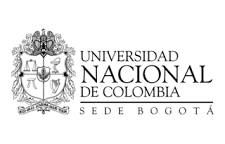 UNIVERSIDAD
NACIONAL
DE COLOMBIA
SEDE BOGOTÁ